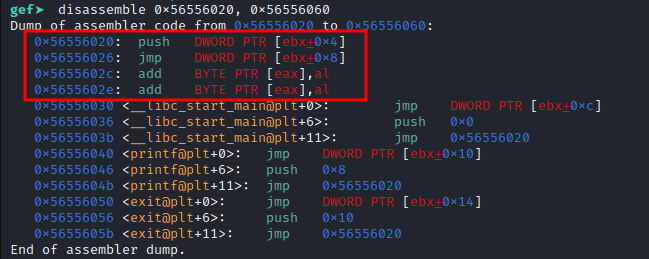 gef➤  disassemble 0×56556020, 0×56556060
Dump of assembler code from 0×56556020 to 0×56556060:
   0×56556020:  push   DWORD PTR [ebx+0×4]
   0×56556026:  jmp    DWORD PTR [ebx+0×8]
   0×5655602c:  add    BYTE PTR [eax],al
   0×5655602e:  add    BYTE PTR [eax],al
   0×56556030 <__libc_start_main@plt+0>:        jmp    DWORD PTR [ebx+0×c]
   0×56556036 <__libc_start_main@plt+6>:        push   0×0
   0×5655603b <__libc_start_main@plt+11>:       jmp    0×56556020
   0×56556040 <printf@plt+0>:   jmp    DWORD PTR [ebx+0×10]
   0×56556046 <printf@plt+6>:   push   0×8
   0×5655604b <printf@plt+11>:  jmp    0×56556020
   0×56556050 <exit@plt+0>:     jmp    DWORD PTR [ebx+0×14]
   0×56556056 <exit@plt+6>:     push   0×10
   0×5655605b <exit@plt+11>:    jmp    0×56556020
End of assembler dump.